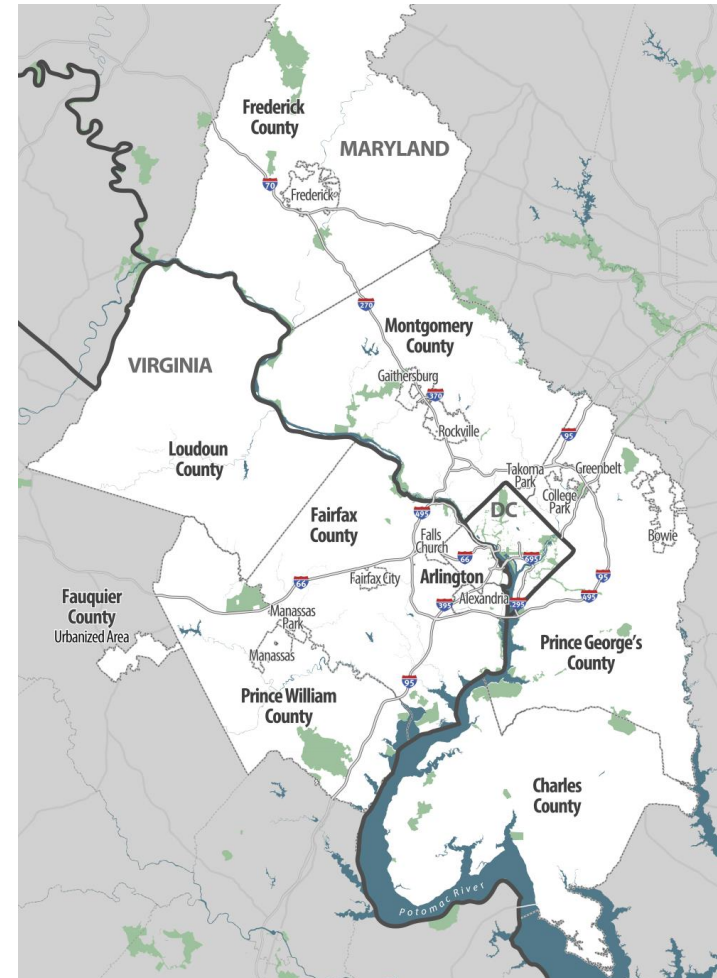 Frederick
County
MARYLAND
70
Frederick
270
Montgomery
County
VIRGINIA
Gaithersburg
370
Rockville
95
Loudoun
County
Takoma
Park
Greenbelt
College
Park
DC
495
Fairfax
County
Falls
Church
Bowie
66
695
66
Fairfax City
Arlington
95
Fauquier
County
Urbanized Area
395
Alexandria
295
495
Manassas
Park
Manassas
Prince George's
County
95
Prince William
County
Charles
County
Potomac River